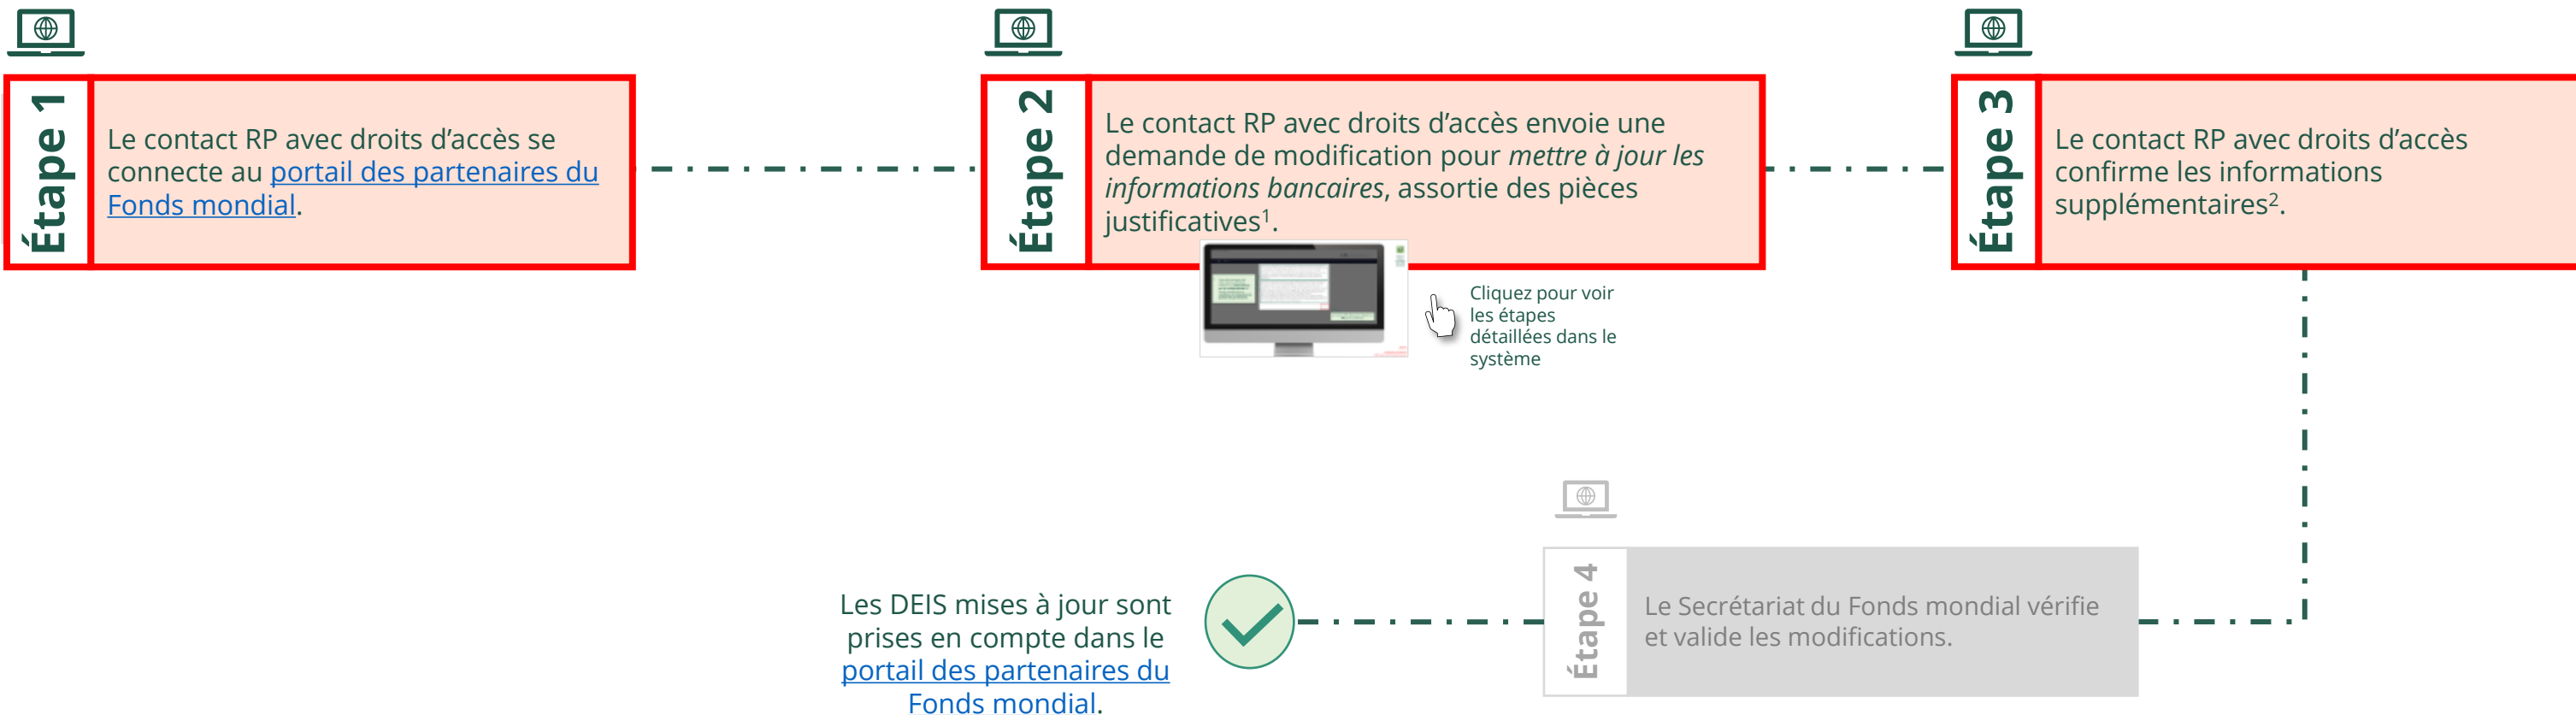 Étape 1
Le contact RP avec droits d’accès se
connecte au portail des partenaires du
Fonds mondial.
Étape 2
Le contact RP avec droits d’accès envoie une
demande de modification pour mettre à jour les
informations bancaires, assortie des pièces
justificatives¹.
Cliquez pour voir
les étapes
détaillées dans le
système
Étape 3
Le contact RP avec droits d’accès
confirme les informations
supplémentaires².
Étape 4
Le Secrétariat du Fonds mondial vérifie
et valide les modifications.
Les DEIS mises à jour sont
prises en compte dans le
portail des partenaires du
Fonds mondial.